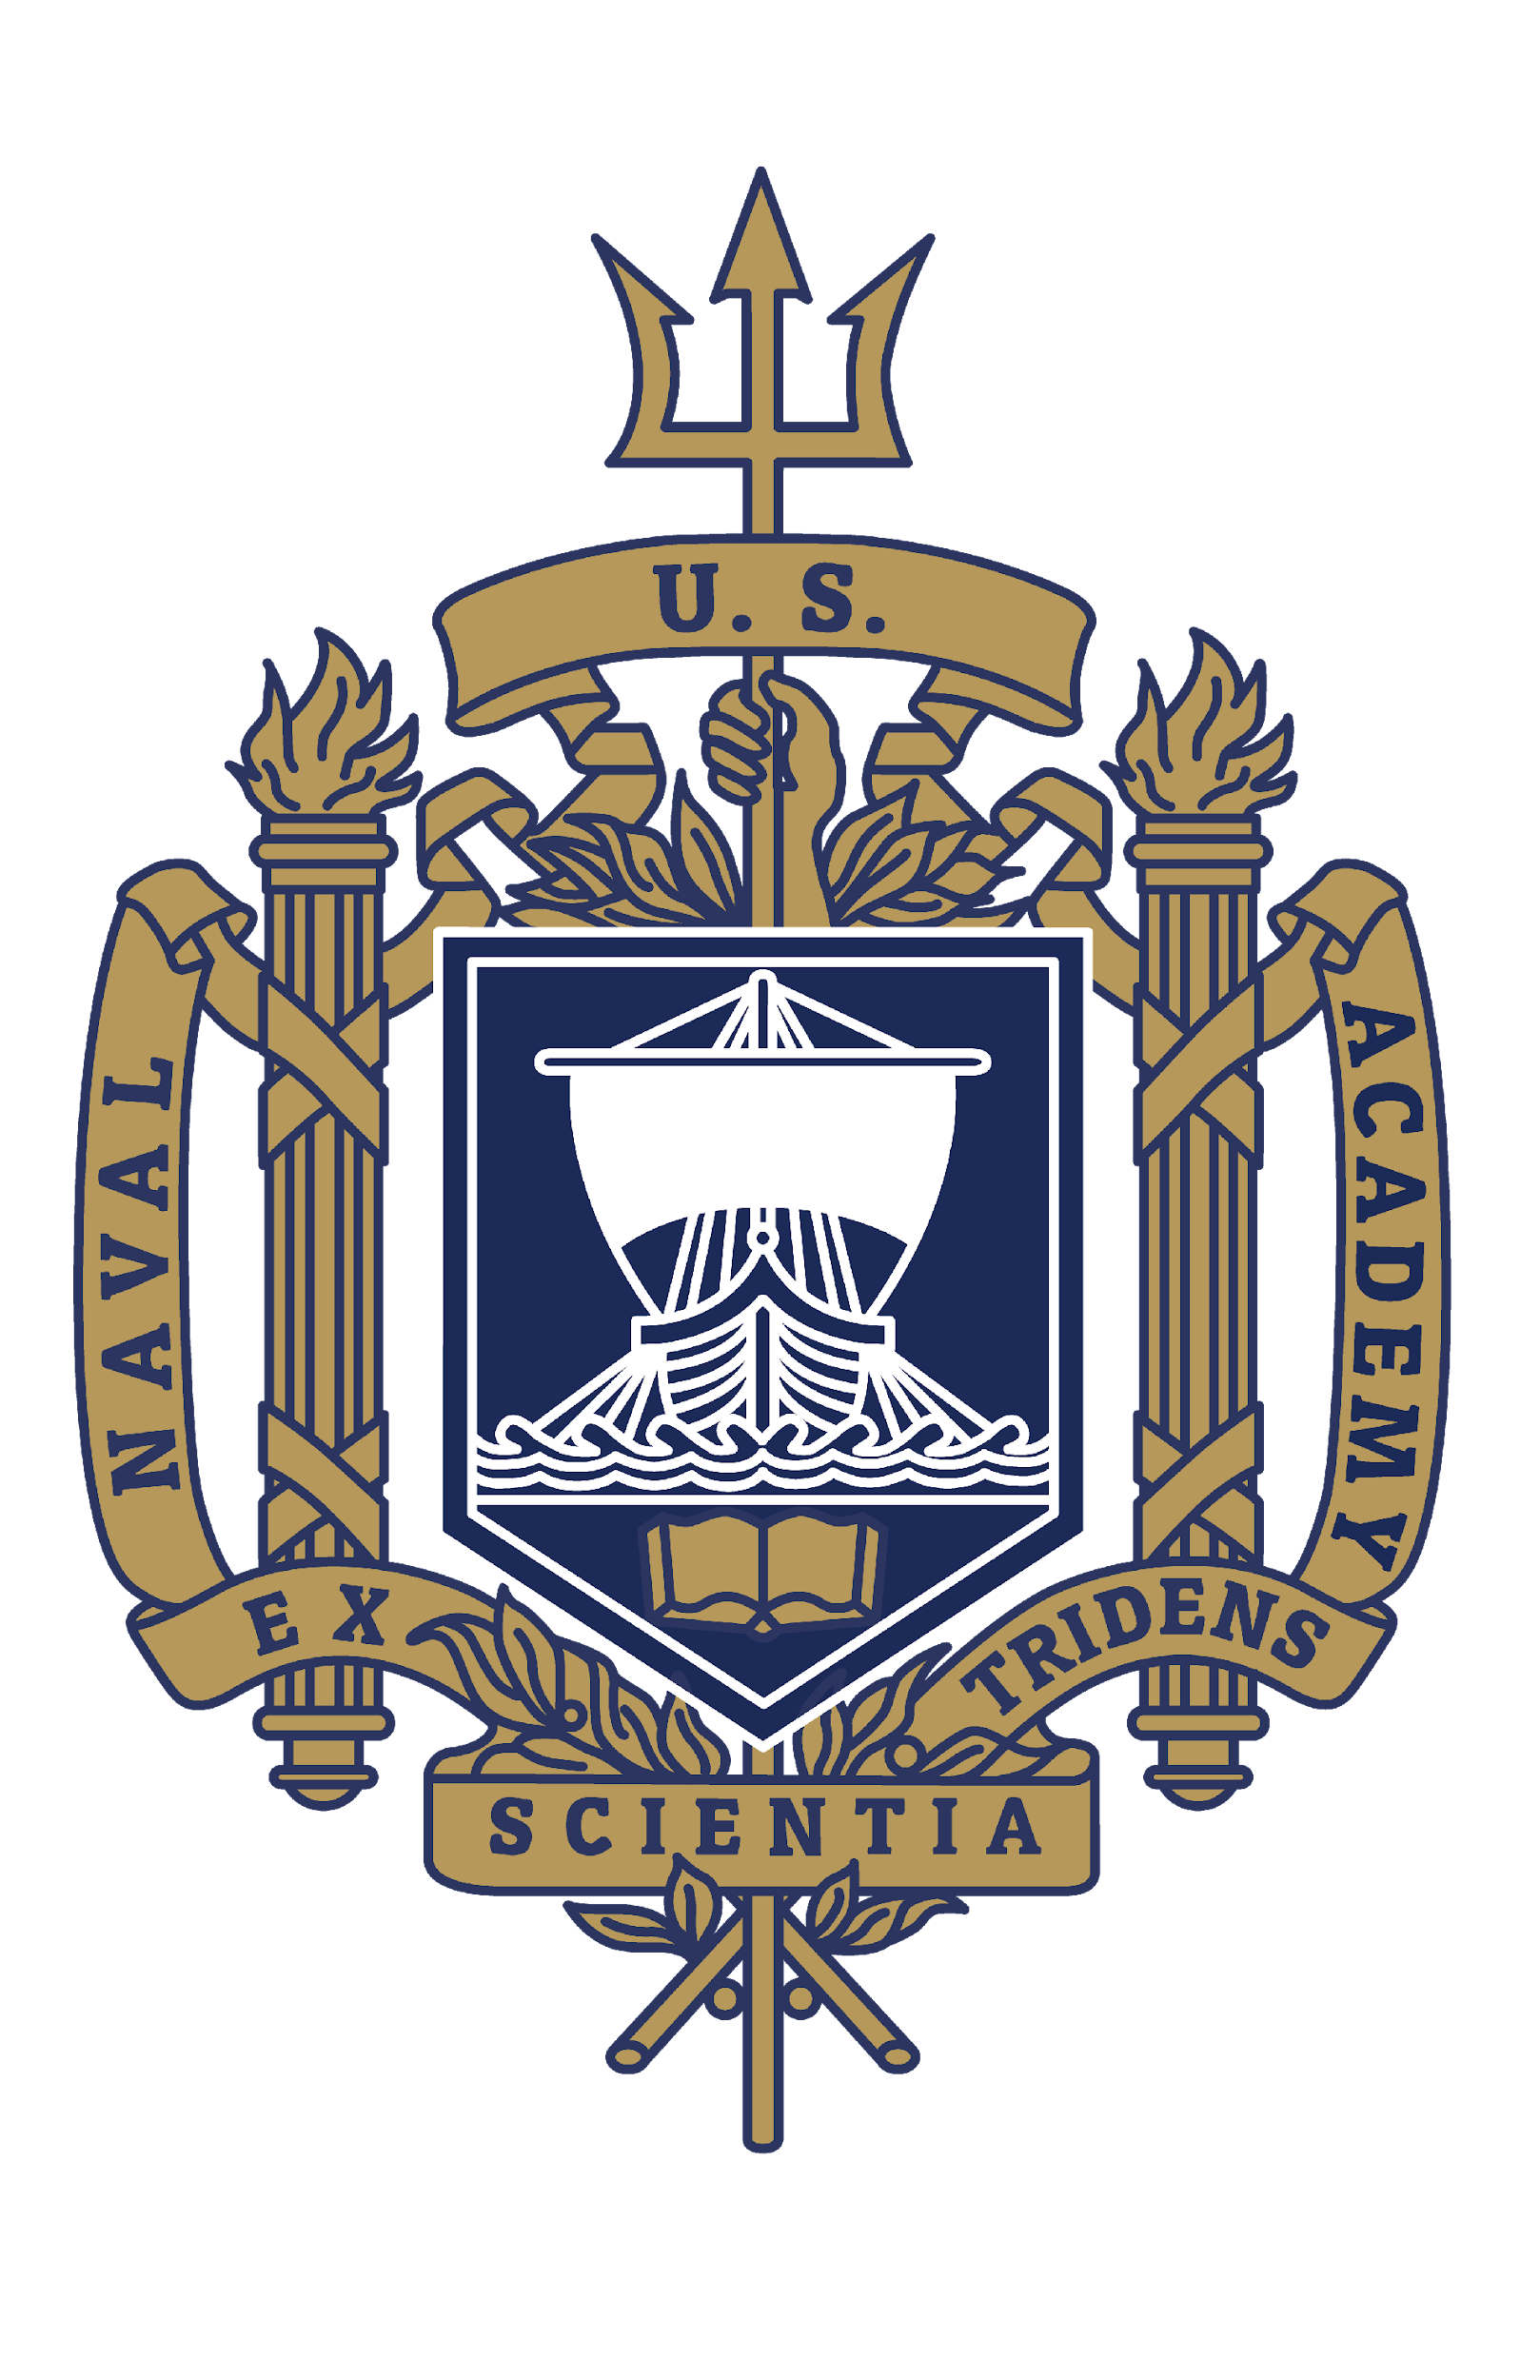 U. S.
NAVAL
ACADEMY
EX
SCIENTIA
TRIDENS